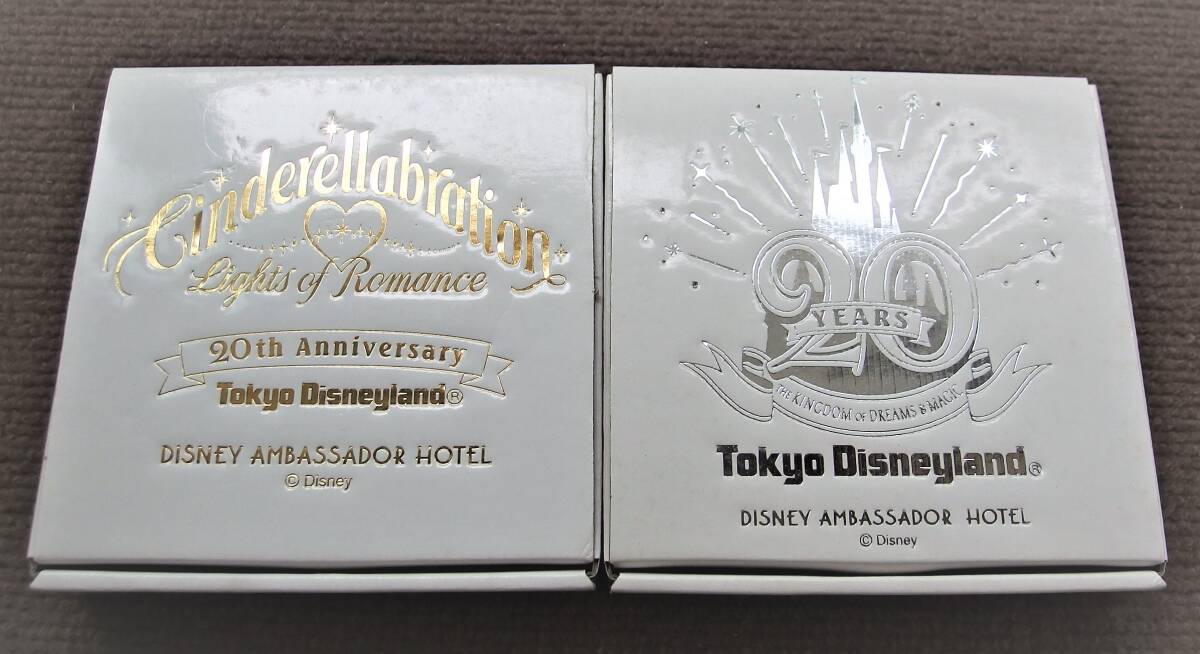 Cinderellabration
Lights of Romance
20th Anniversary
Tokyo Disneyland®
DISNEY AMBASSADOR HOTEL
© Disney
20
YEARS
THE KINGDOM OF DREAMS & MAGIC
Tokyo Disneyland®
DISNEY AMBASSADOR HOTEL
© Disney